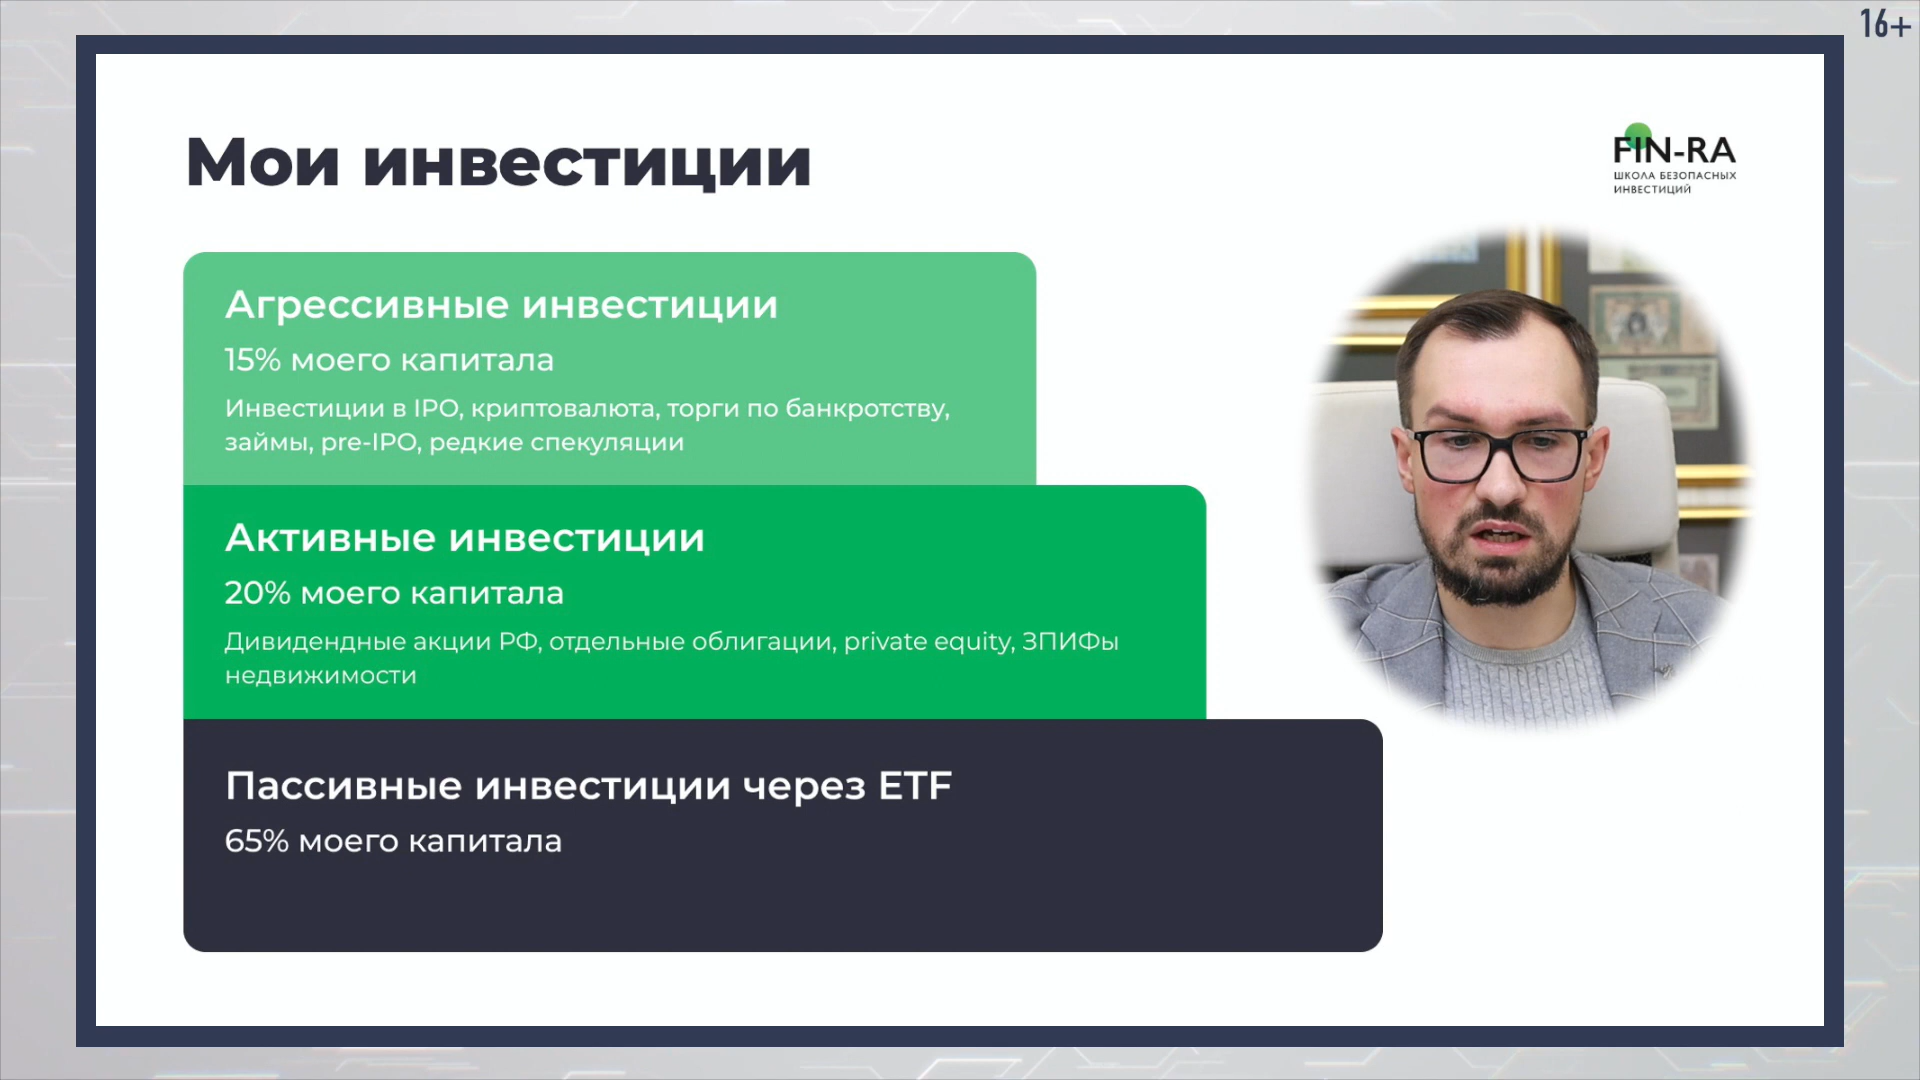 16+
Мои инвестиции
FIN-RA
ШКОЛА БЕЗОПАСНЫХ
ИНВЕСТИЦИЙ
Агрессивные инвестиции
15% моего капитала
Инвестиции в IPO, криптовалюта, торги по банкротству,
займы, pre-IPO, редкие спекуляции
Активные инвестиции
20% моего капитала
Дивидендные акции РФ, отдельные облигации, private equity, ЗПИФы
недвижимости
Пассивные инвестиции через ETF
65% моего капитала